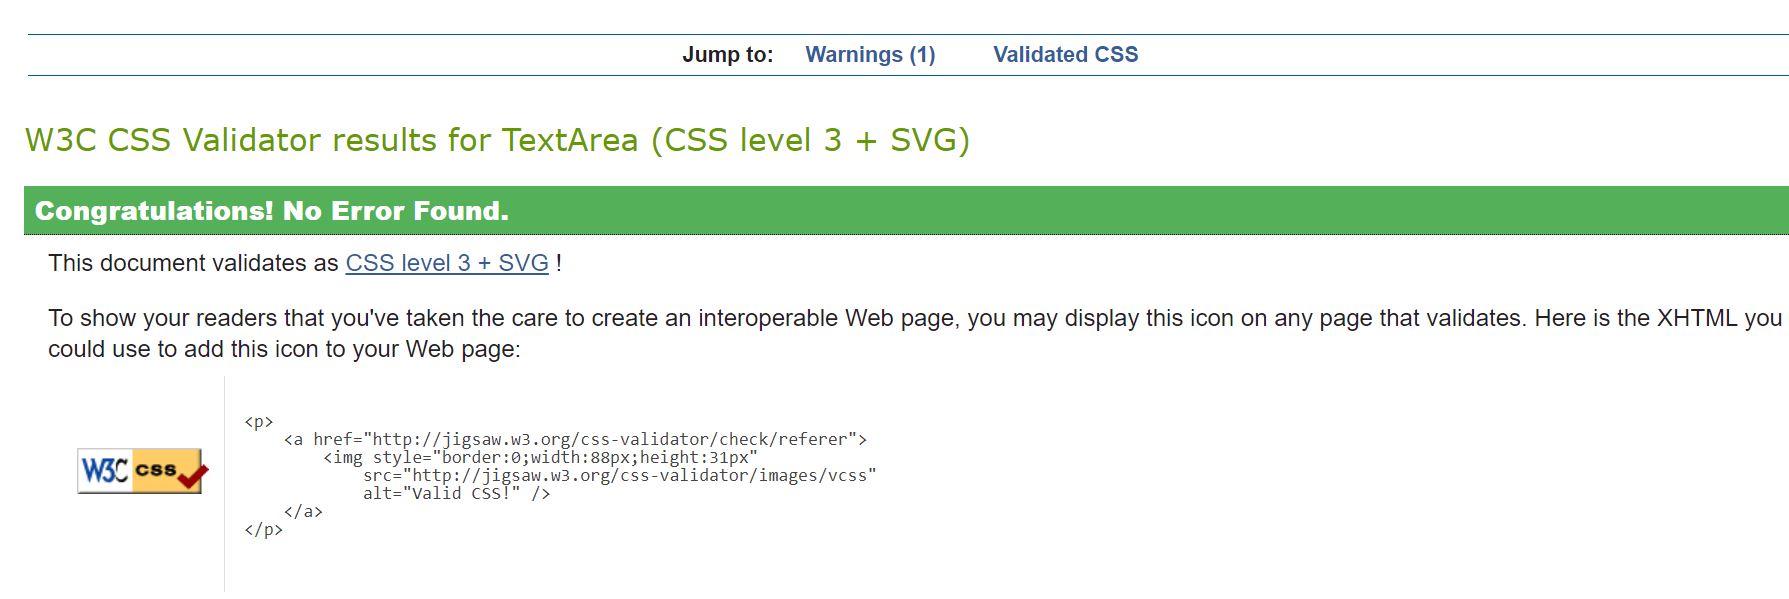 Jump to: Warnings (1) Validated CSS
W3C CSS Validator results for TextArea (CSS level 3 + SVG)
Congratulations! No Error Found.
This document validates as CSS level 3 + SVG !
To show your readers that you've taken the care to create an interoperable Web page, you may display this icon on any page that validates. Here is the XHTML you
could use to add this icon to your Web page:
<p>
    <a href="http://jigsaw.w3.org/css-validator/check/referer">
        <img style="border:0;width:88px;height:31px"
            src="http://jigsaw.w3.org/css-validator/images/vcss"
            alt="Valid CSS!" />
    </a>
</p>
W3C css